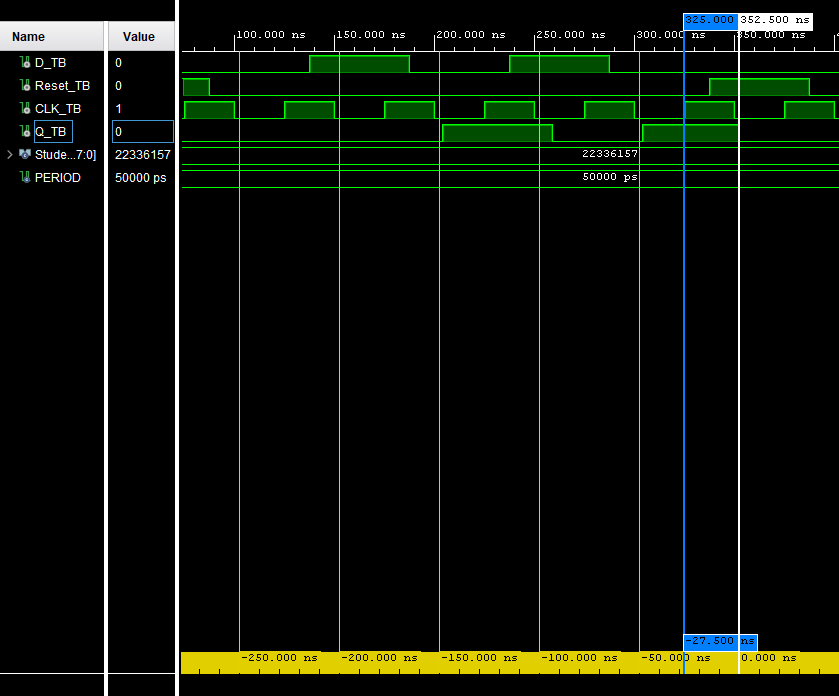 325.000 352.500 ns
Name Value 100.000 ns 150.000 ns 200.000 ns 250.000 ns 300.000 ns 350.000 ns
D_TB 0
Reset_TB 0
CLK_TB 1
Q_TB 0
Stude...7:0] 22336157 22336157
PERIOD 50000 ps 50000 ps
-27.500 ns
-250.000 ns -200.000 ns -150.000 ns -100.000 ns -50.000 ns 0.000 ns